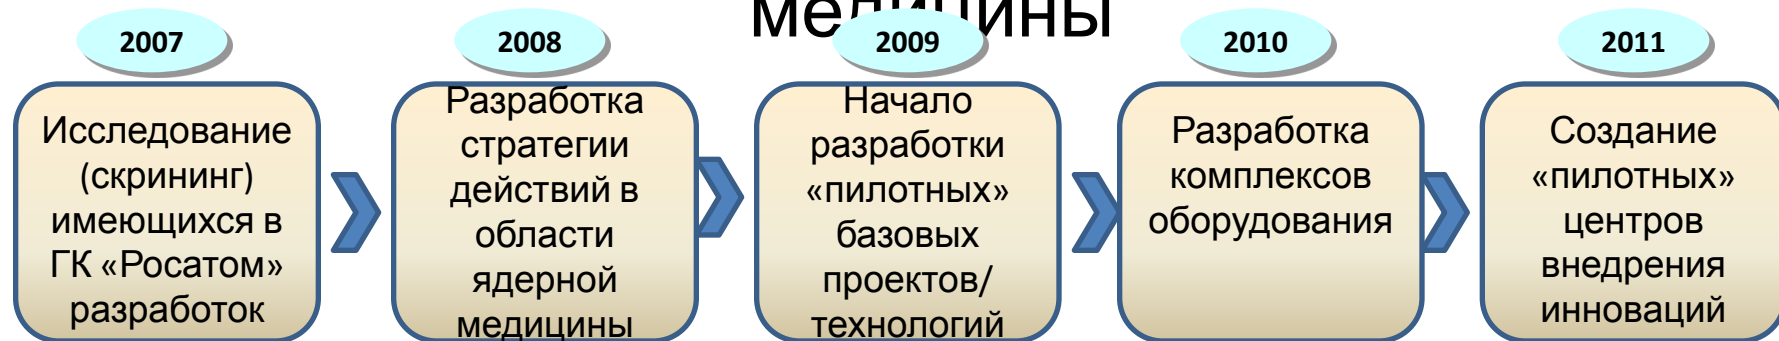 медицины
2007
2008
2009
2010
2011
Исследование
(скрининг)
имеющихся в
ГК «Росатом»
разработок
Разработка
стратегии
действий в
области
ядерной
медицины
Начало
разработки
«пилотных»
базовых
проектов/
технологий
Разработка
комплексов
оборудования
Создание
«пилотных»
центров
внедрения
инноваций